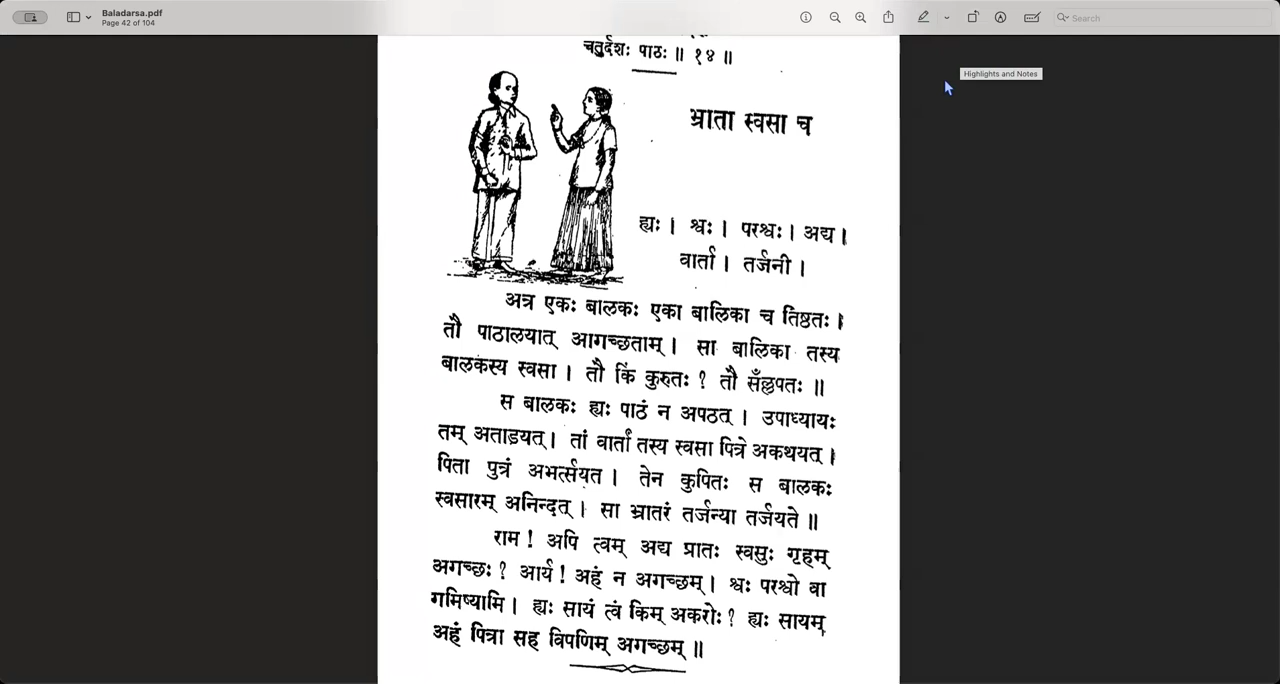 Baladarsa.pdf
Page 42 of 104
Search
Highlights and Notes
चतुर्दशः पाठः ॥ १४ ॥
भ्राता स्वसा च
ह्यः । श्वः । परश्वः । अद्य ।
वार्ता । तर्जनी ।
अत्र एकः बालकः एका बालिका च तिष्ठतः ।
तौ पाठालयात् आगच्छताम् । सा बालिका तस्य
बालकस्य स्वसा । तौ किं कुरुतः ? तौ सँल्लपतः ॥
स बालकः ह्यः पाठं न अपठत् । उपाध्यायः
तम् अताडयत् । तां वार्तां तस्य स्वसा पित्रे अकथयत् ।
पिता पुत्रं अभर्त्सयत । तेन कुपितः स बालकः
स्वसारम् अनिन्दत् । सा भ्रातरं तर्जन्या तर्जयते ॥
राम ! अपि त्वम् अद्य प्रातः स्वसुः गृहम्
अगच्छः ? आर्य ! अहं न अगच्छम् । श्वः परश्वो वा
गमिष्यामि । ह्यः सायं त्वं किम् अकरोः ? ह्यः सायम्
अहं पित्रा सह विपणिम् अगच्छम् ॥